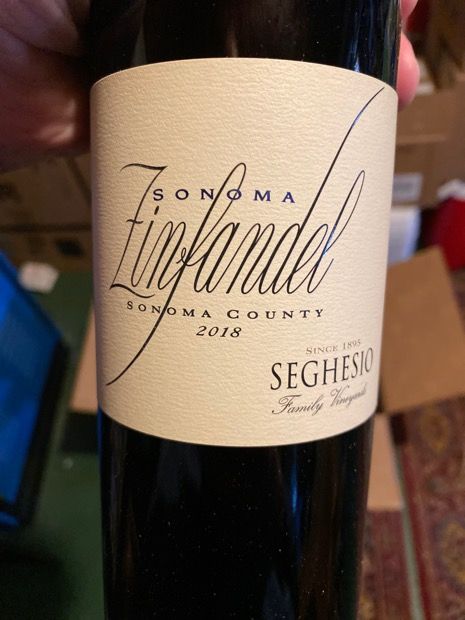 SONOMA
Zinfandel
SONOMA COUNTY
2018
SINCE 1895
SEGHESIO
Family Vineyards